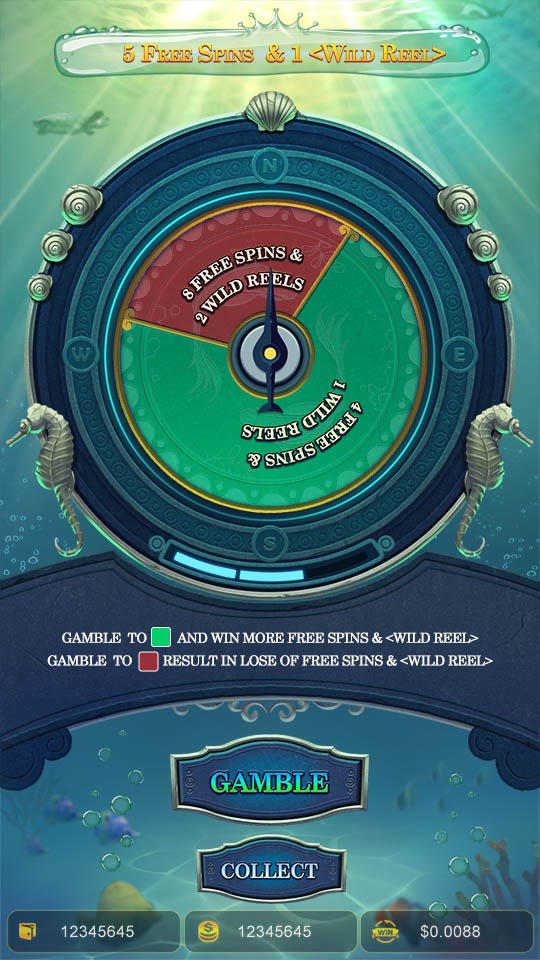 5 Free Spins & 1 <Wild Reel>
N
8 FREE SPINS &
2 WILD REELS
W
E
4 FREE SPINS &
1 WILD REELS
S
GAMBLE TO AND WIN MORE FREE SPINS & <WILD REEL>
GAMBLE TO RESULT IN LOSE OF FREE SPINS & <WILD REEL>
GAMBLE
COLLECT
12345645 12345645 WIN $0.0088